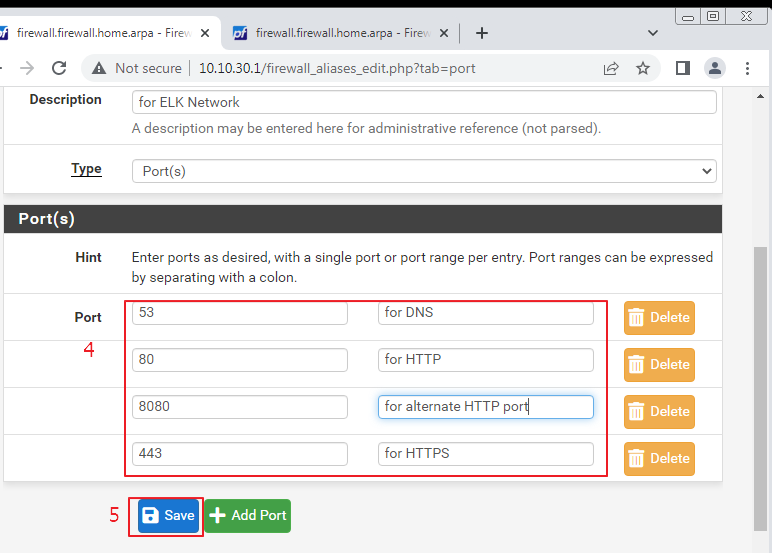 firewall.firewall.home.arpa - Firew
firewall.firewall.home.arpa - Firew
Not secure 10.10.30.1/firewall_aliases_edit.php?tab=port
Description for ELK Network
A description may be entered here for administrative reference (not parsed).
Type Port(s)
Port(s)
Hint Enter ports as desired, with a single port or port range per entry. Port ranges can be expressed
by separating with a colon.
Port 53 for DNS Delete
4
80 for HTTP Delete
8080 for alternate HTTP port Delete
443 for HTTPS Delete
5 Save Add Port